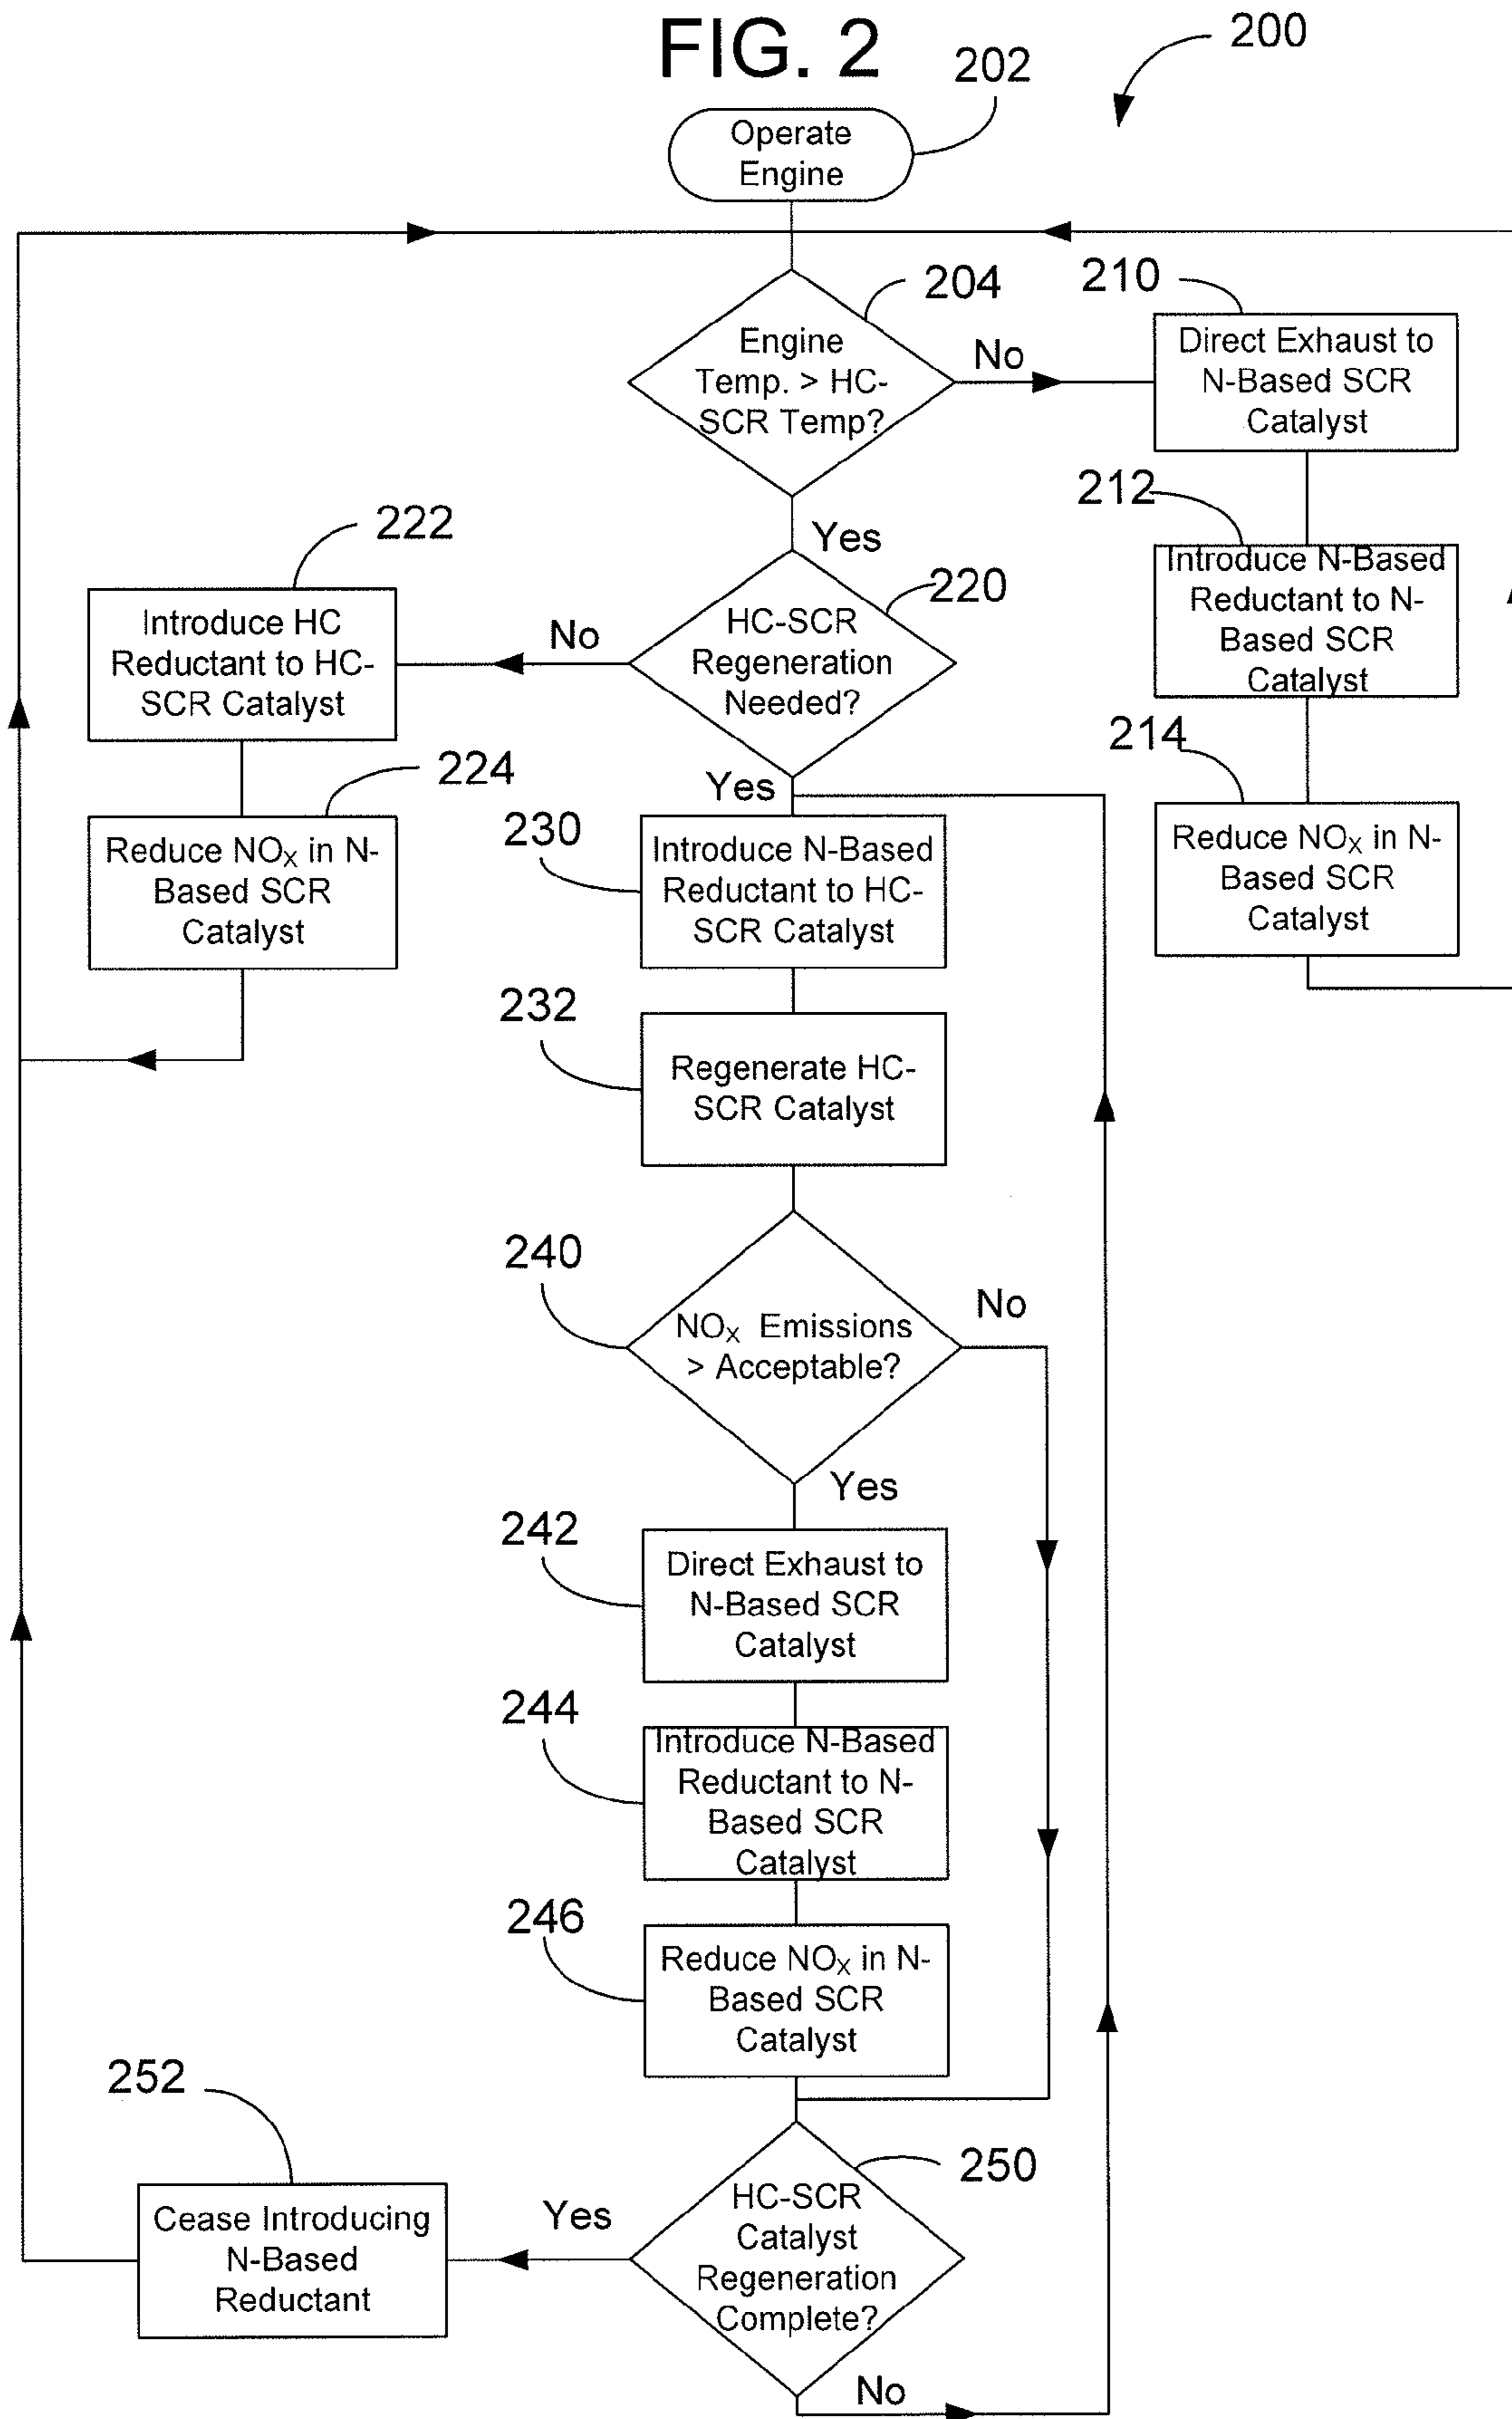 FIG. 2
200
202
Operate
Engine
204
Engine
Temp. > HC-
SCR Temp?
No
Yes
210
Direct Exhaust to
N-Based SCR
Catalyst
212
Introduce N-Based
Reductant to N-
Based SCR
Catalyst
214
Reduce NOX in N-
Based SCR
Catalyst
220
HC-SCR
Regeneration
Needed?
No
Yes
222
Introduce HC
Reductant to HC-
SCR Catalyst
224
Reduce NOX in N-
Based SCR
Catalyst
230
Introduce N-Based
Reductant to HC-
SCR Catalyst
232
Regenerate HC-
SCR Catalyst
240
NOX Emissions
> Acceptable?
No
Yes
242
Direct Exhaust to
N-Based SCR
Catalyst
244
Introduce N-Based
Reductant to N-
Based SCR
Catalyst
246
Reduce NOX in N-
Based SCR
Catalyst
250
HC-SCR
Catalyst
Regeneration
Complete?
Yes
No
252
Cease Introducing
N-Based
Reductant